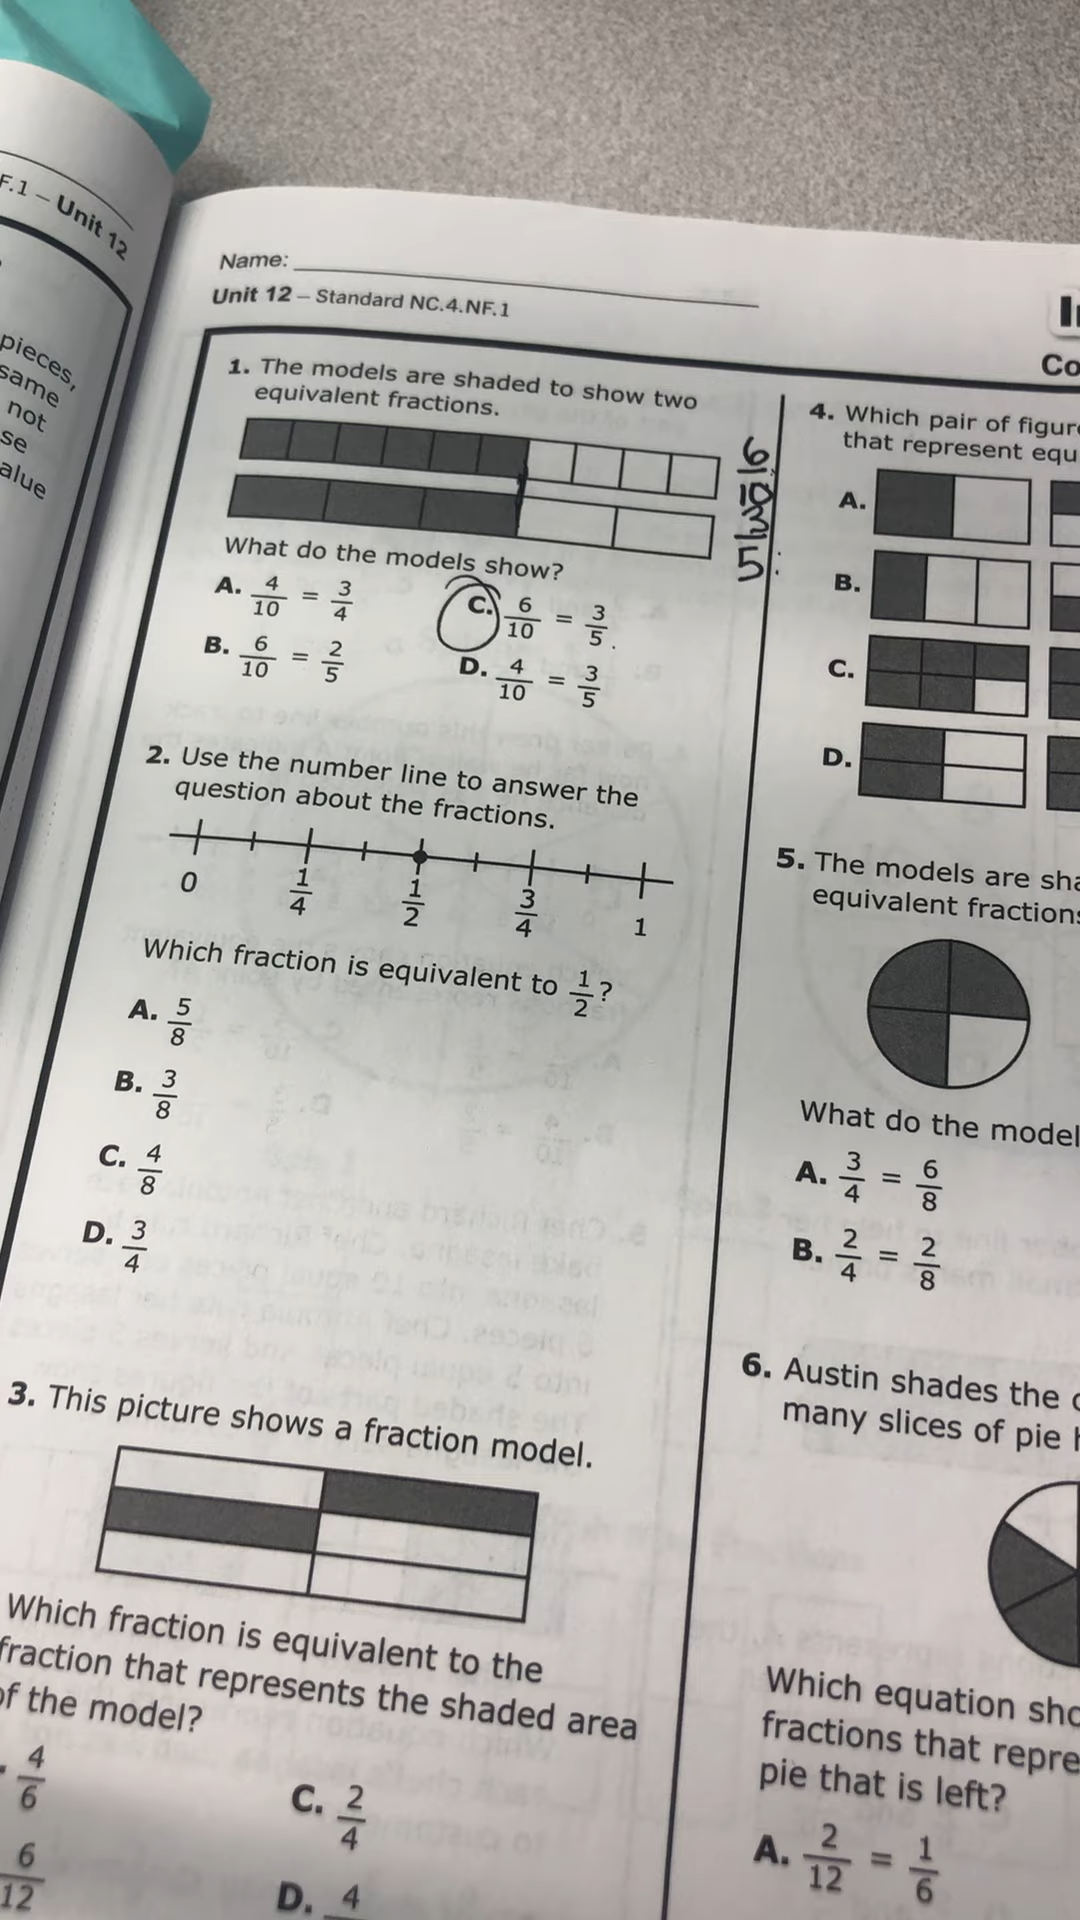 F.1 – Unit 12
pieces,
same
not
se
alue
Name:
Unit 12 – Standard NC.4.NF.1
Co
1. The models are shaded to show two
equivalent fractions.
6/10
3/5
What do the models show?
A. 4/10 = 3/4
B. 6/10 = 2/5
C. 6/10 = 3/5
D. 4/10 = 3/5
2. Use the number line to answer the
question about the fractions.
0 1/4 1/2 3/4 1
Which fraction is equivalent to 1/2?
A. 5/8
B. 3/8
C. 4/8
D. 3/4
3. This picture shows a fraction model.
Which fraction is equivalent to the
fraction that represents the shaded area
of the model?
4/6
6/12
C. 2/4
D. 4
4. Which pair of figure
that represent equ
A.
B.
C.
D.
5. The models are sha
equivalent fractions
What do the model
A. 3/4 = 6/8
B. 2/4 = 2/8
6. Austin shades the
many slices of pie
Which equation sho
fractions that repre
pie that is left?
A. 2/12 = 1/6